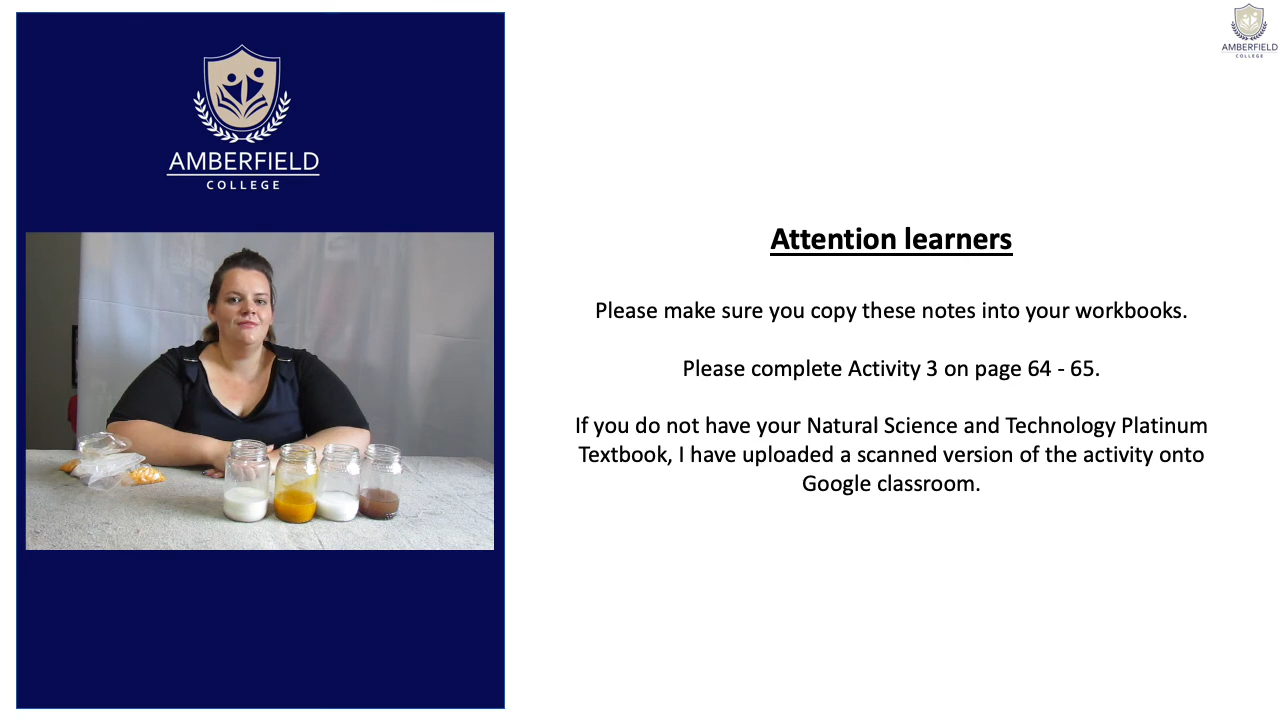 AMBERFIELD
COLLEGE
AMBERFIELD
COLLEGE
Attention learners
Please make sure you copy these notes into your workbooks.
Please complete Activity 3 on page 64 - 65.
If you do not have your Natural Science and Technology Platinum
Textbook, I have uploaded a scanned version of the activity onto
Google classroom.